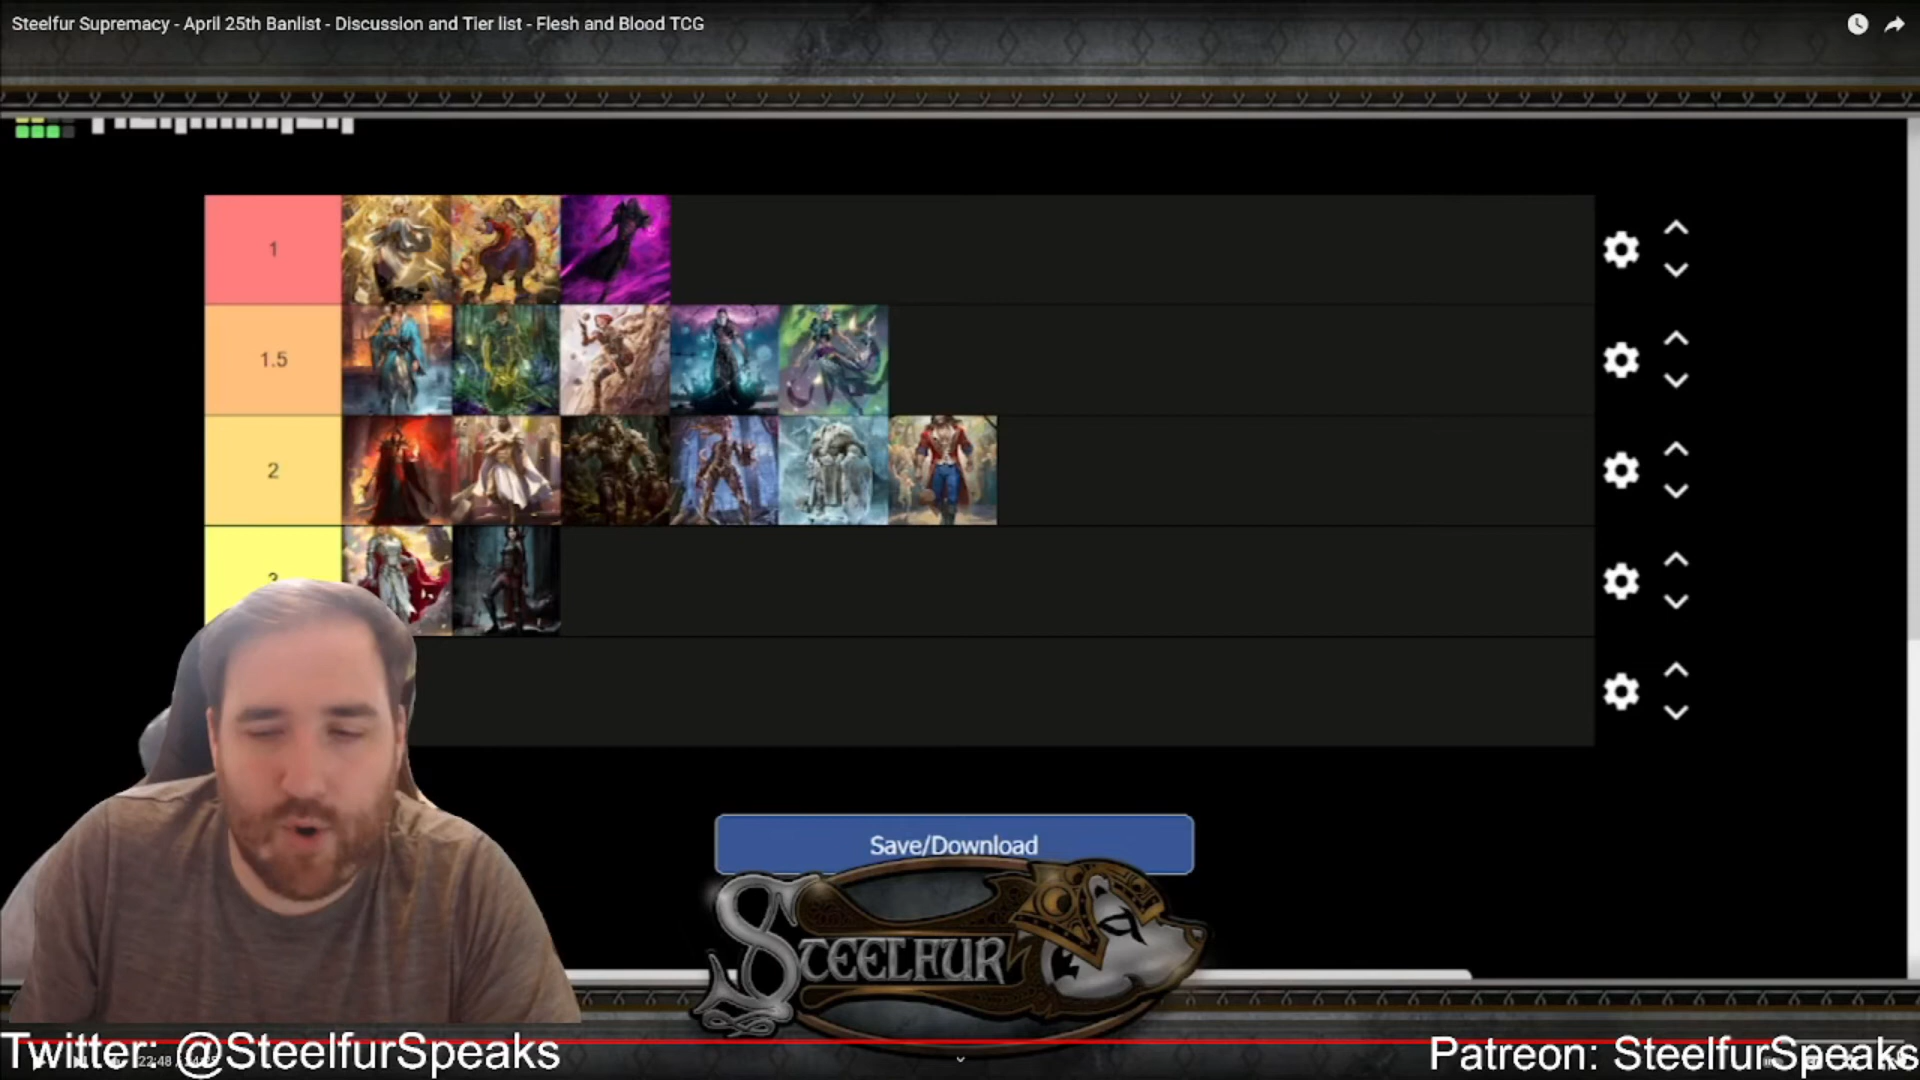 Steelfur Supremacy - April 25th Banlist - Discussion and Tier list - Flesh and Blood TCG
1
1.5
2
Save/Download
STEELFUR
Twitter: @SteelfurSpeaks
Patreon: SteelfurSpeaks